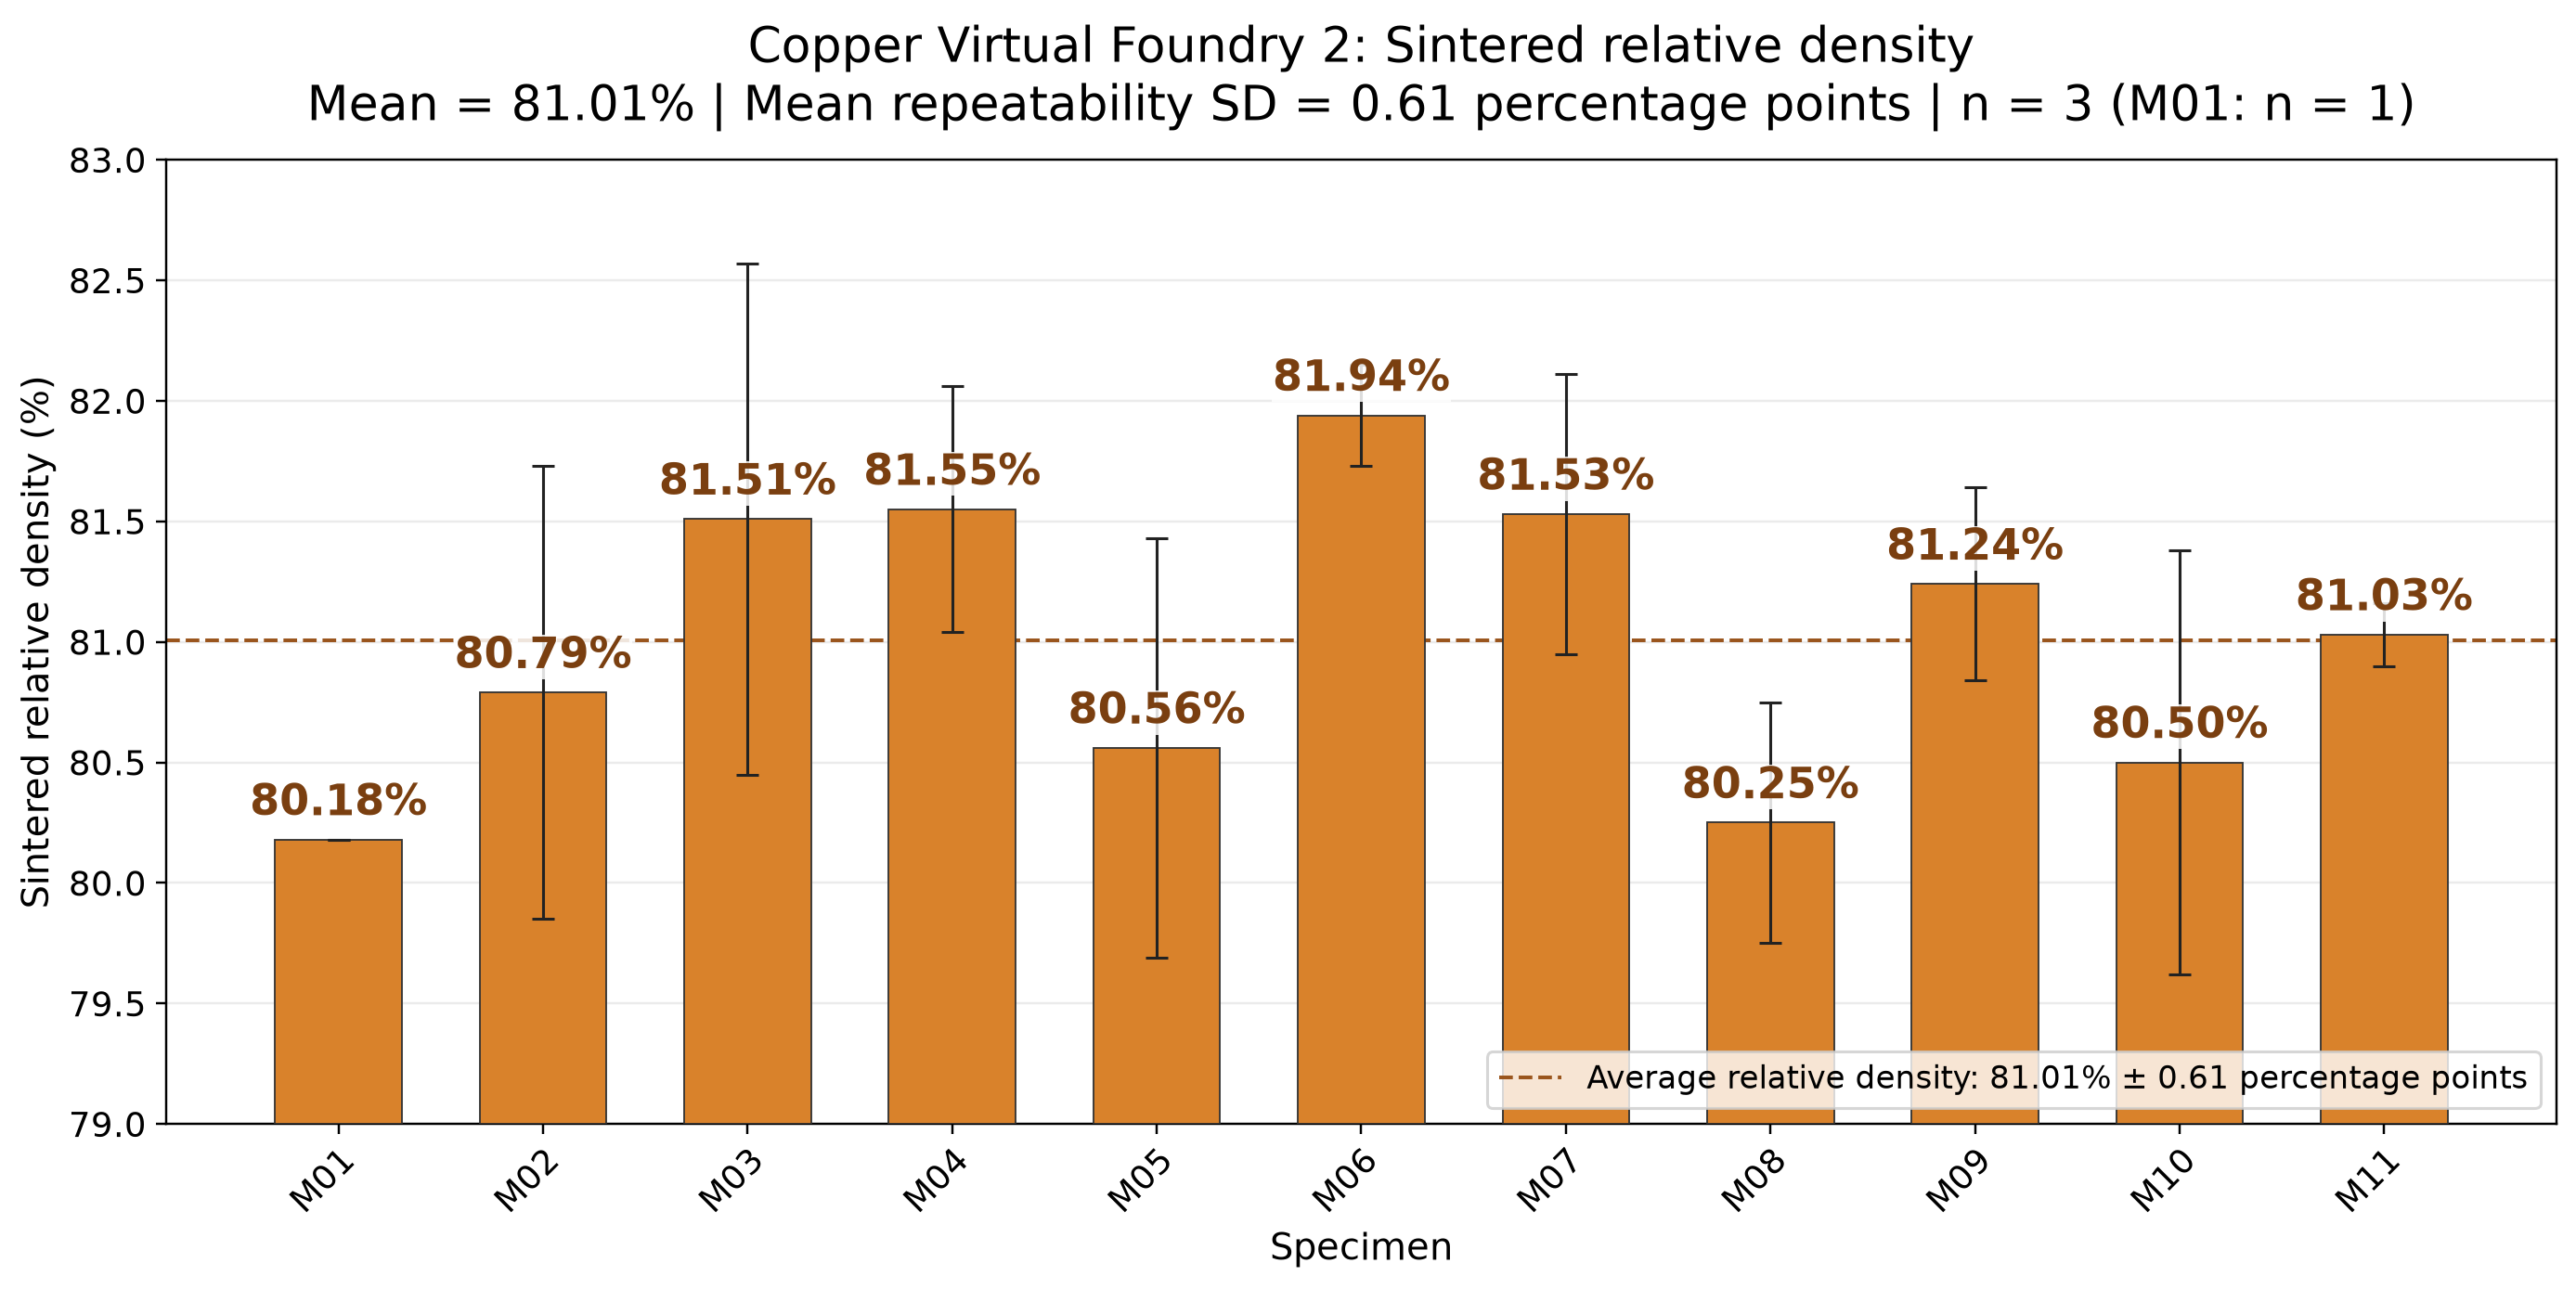 Copper Virtual Foundry 2: Sintered relative density
Mean = 81.01% | Mean repeatability SD = 0.61 percentage points | n = 3 (M01: n = 1)
Sintered relative density (%)
83.0
82.5
82.0
81.5
81.0
80.5
80.0
79.5
79.0
80.18%
80.79%
81.51%
81.55%
80.56%
81.94%
81.53%
80.25%
81.24%
80.50%
81.03%
Average relative density: 81.01% ± 0.61 percentage points
M01
M02
M03
M04
M05
M06
M07
M08
M09
M10
M11
Specimen